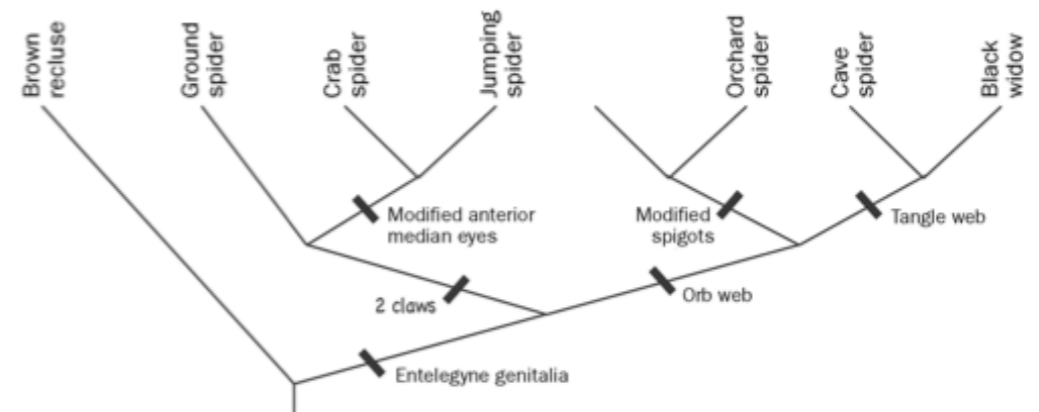 Brown
recluse
Ground
spider
Crab
spider
Jumping
spider
Orchard
spider
Cave
spider
Black
widow
Modified anterior
median eyes
Modified
spigots
Tangle web
2 claws
Orb web
Entelegyne genitalia